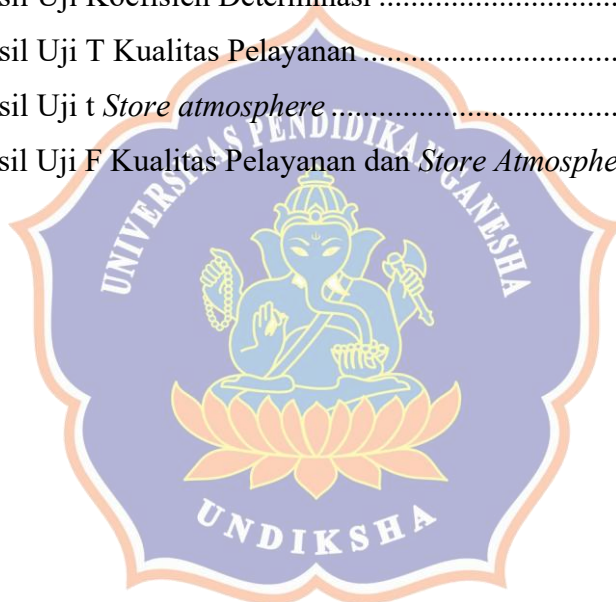 sil Uji Koefisien Determinasi ...............................
sil Uji T Kualitas Pelayanan ..................................
sil Uji t Store atmosphere .....................................
sil Uji F Kualitas Pelayanan dan Store Atmosphe
UNIVERSITAS PENDIDIKAN GANESHA
UNDIKSHA